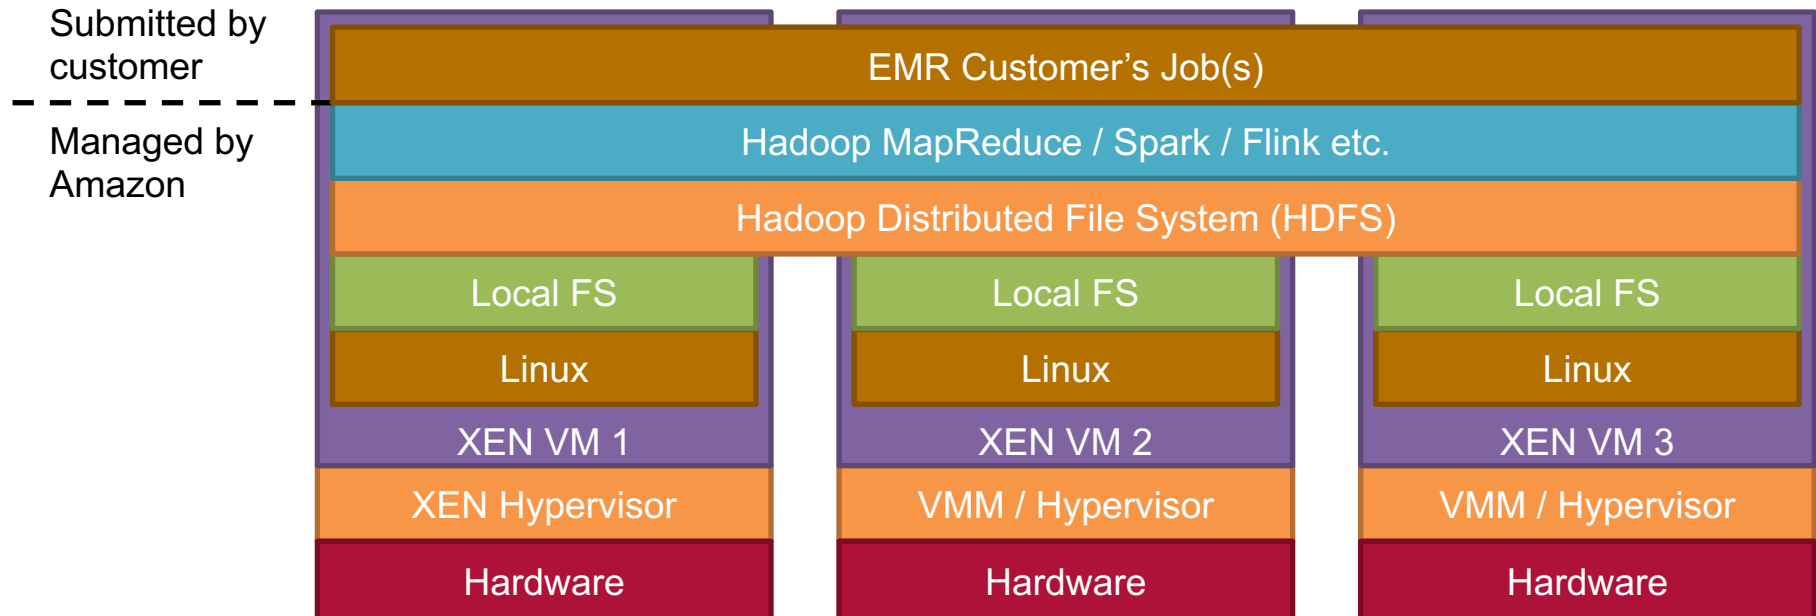 Submitted by
customer
Managed by
Amazon
EMR Customer’s Job(s)
Hadoop MapReduce / Spark / Flink etc.
Hadoop Distributed File System (HDFS)
Local FS
Local FS
Local FS
Linux
Linux
Linux
XEN VM 1
XEN VM 2
XEN VM 3
XEN Hypervisor
VMM / Hypervisor
VMM / Hypervisor
Hardware
Hardware
Hardware